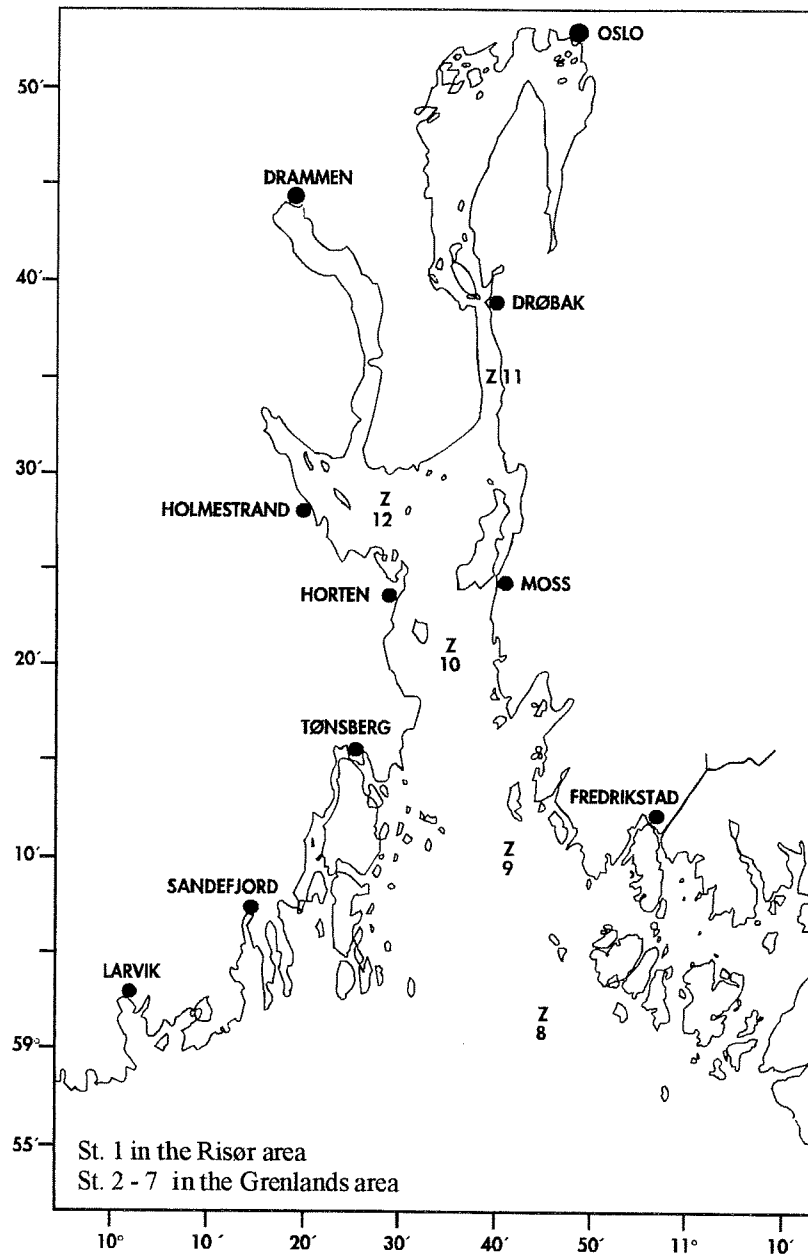 OSLO
50´
DRAMMEN
40´
DRØBAK
Z 11
30´
HOLMESTRAND
Z
12
HORTEN
MOSS
Z
10
20´
TØNSBERG
FREDRIKSTAD
Z
9
10´
SANDEFJORD
LARVIK
Z
8
59°
55´
St. 1 in the Risør area
St. 2 - 7 in the Grenlands area
10° 10´ 20´ 30´ 40´ 50´ 11° 10´